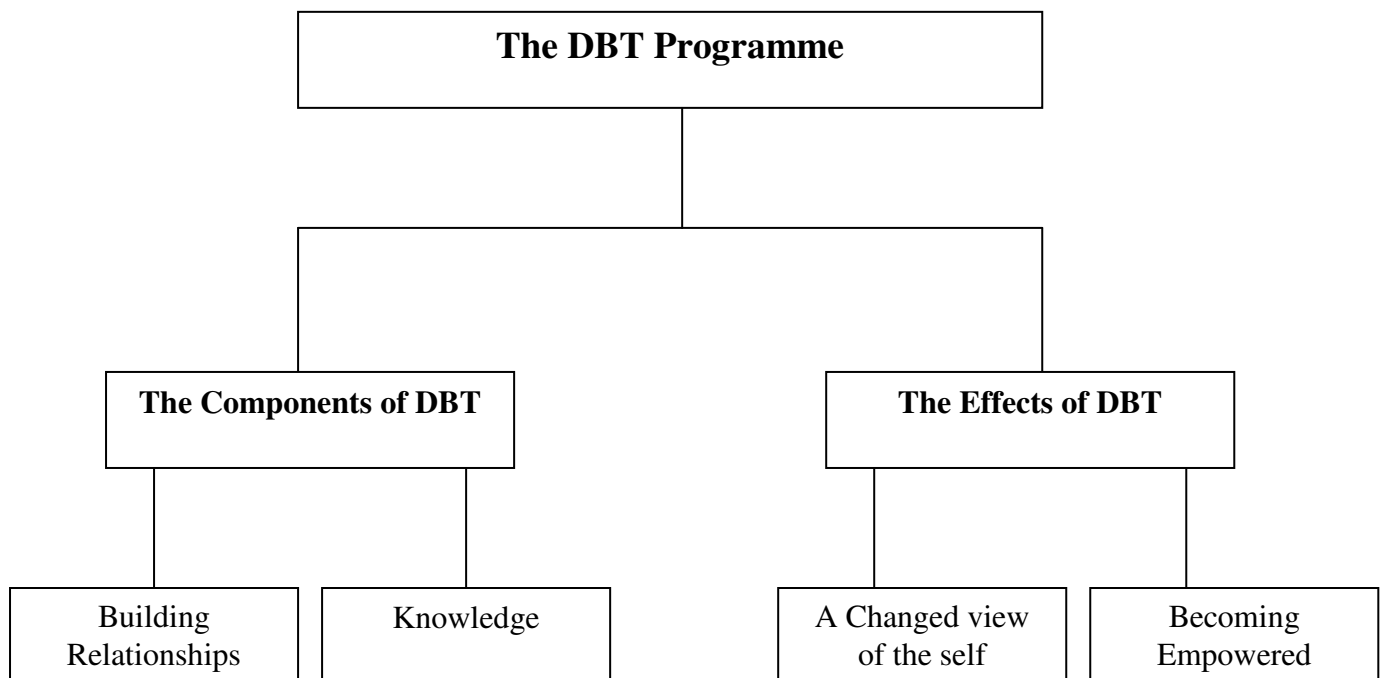 The DBT Programme
The Components of DBT
The Effects of DBT
Building
Relationships
Knowledge
A Changed view
of the self
Becoming
Empowered